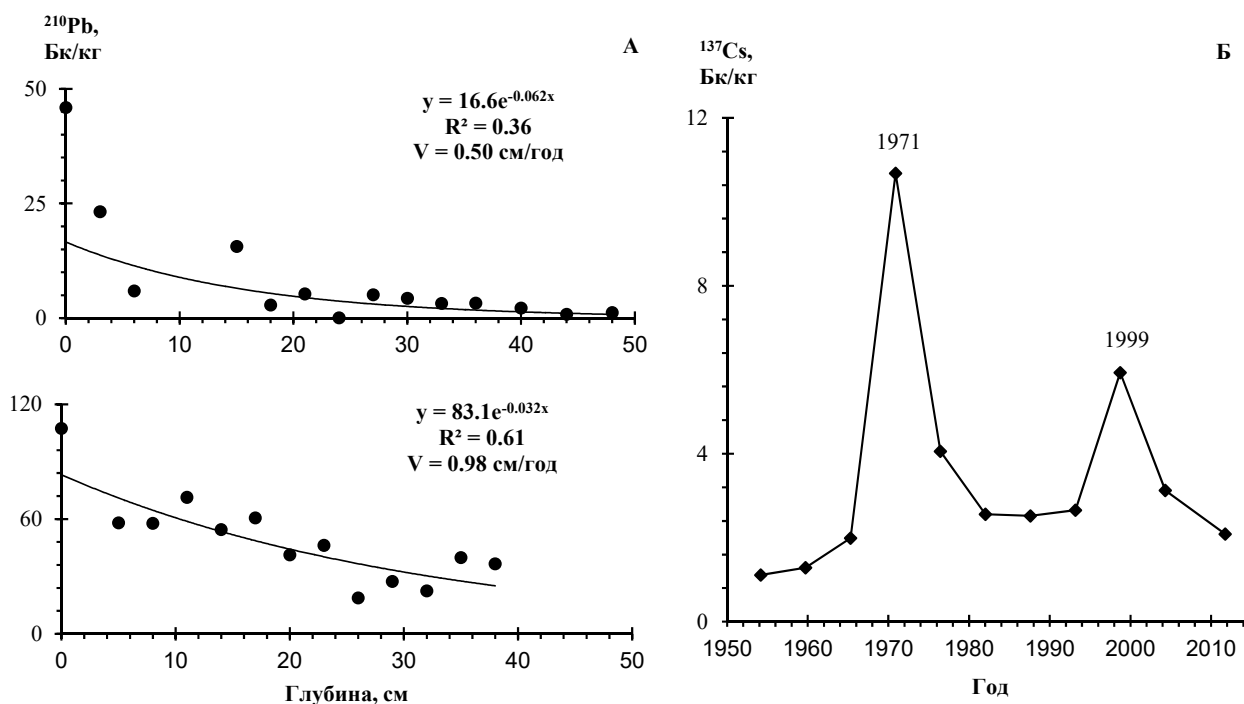 ²¹⁰Pb,
Бк/кг
А
50
25
0
y = 16.6e⁻⁰·⁰⁶²ˣ
R² = 0.36
V = 0.50 см/год
0 10 20 30 40 50
120
60
0
y = 83.1e⁻⁰·⁰³²ˣ
R² = 0.61
V = 0.98 см/год
0 10 20 30 40 50
Глубина, см
¹³⁷Cs,
Бк/кг
Б
12
8
4
0
1971
1999
1950 1960 1970 1980 1990 2000 2010
Год